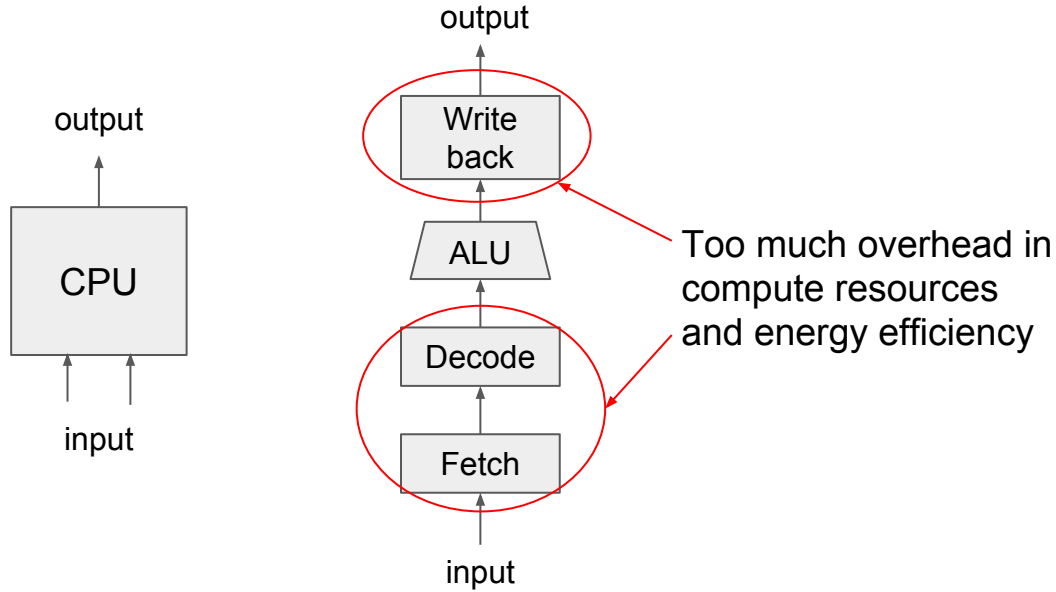 output
CPU
input
output
Write
back
ALU
Decode
Fetch
input
Too much overhead in
compute resources
and energy efficiency